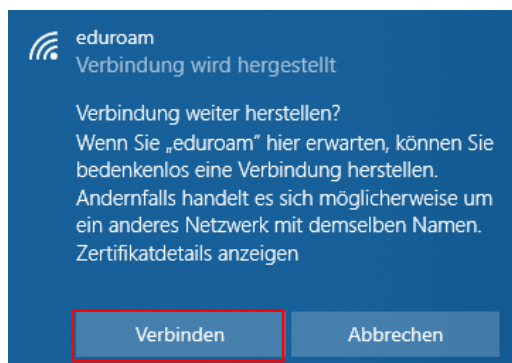 eduroam
Verbindung wird hergestellt
Verbindung weiter herstellen?
Wenn Sie „eduroam“ hier erwarten, können Sie
bedenkenlos eine Verbindung herstellen.
Andernfalls handelt es sich möglicherweise um
ein anderes Netzwerk mit demselben Namen.
Zertifikatdetails anzeigen
Verbinden Abbrechen